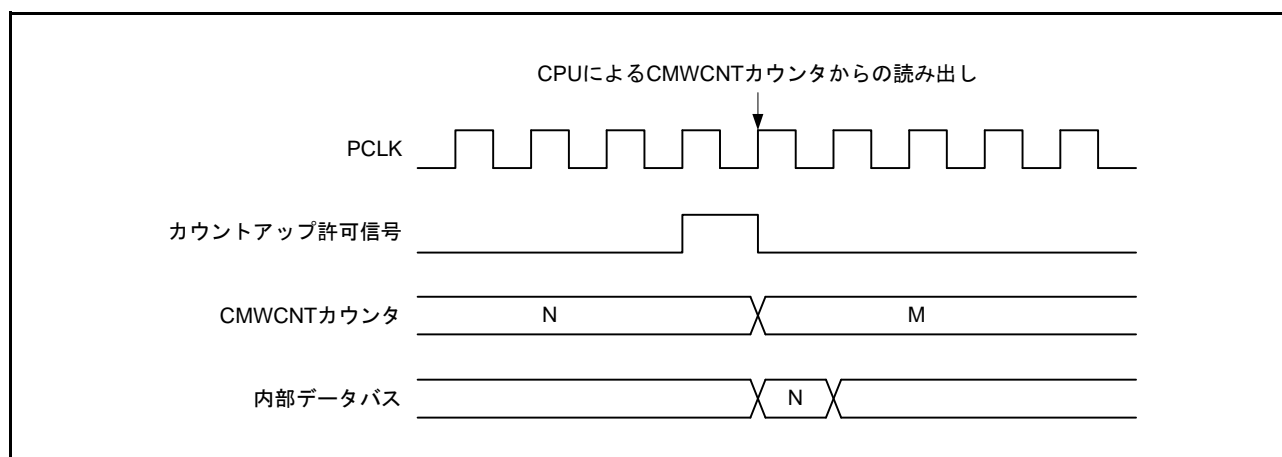 CPUによるCMWCNTカウンタからの読み出し
PCLK
カウントアップ許可信号
CMWCNTカウンタ
N
M
内部データバス
N